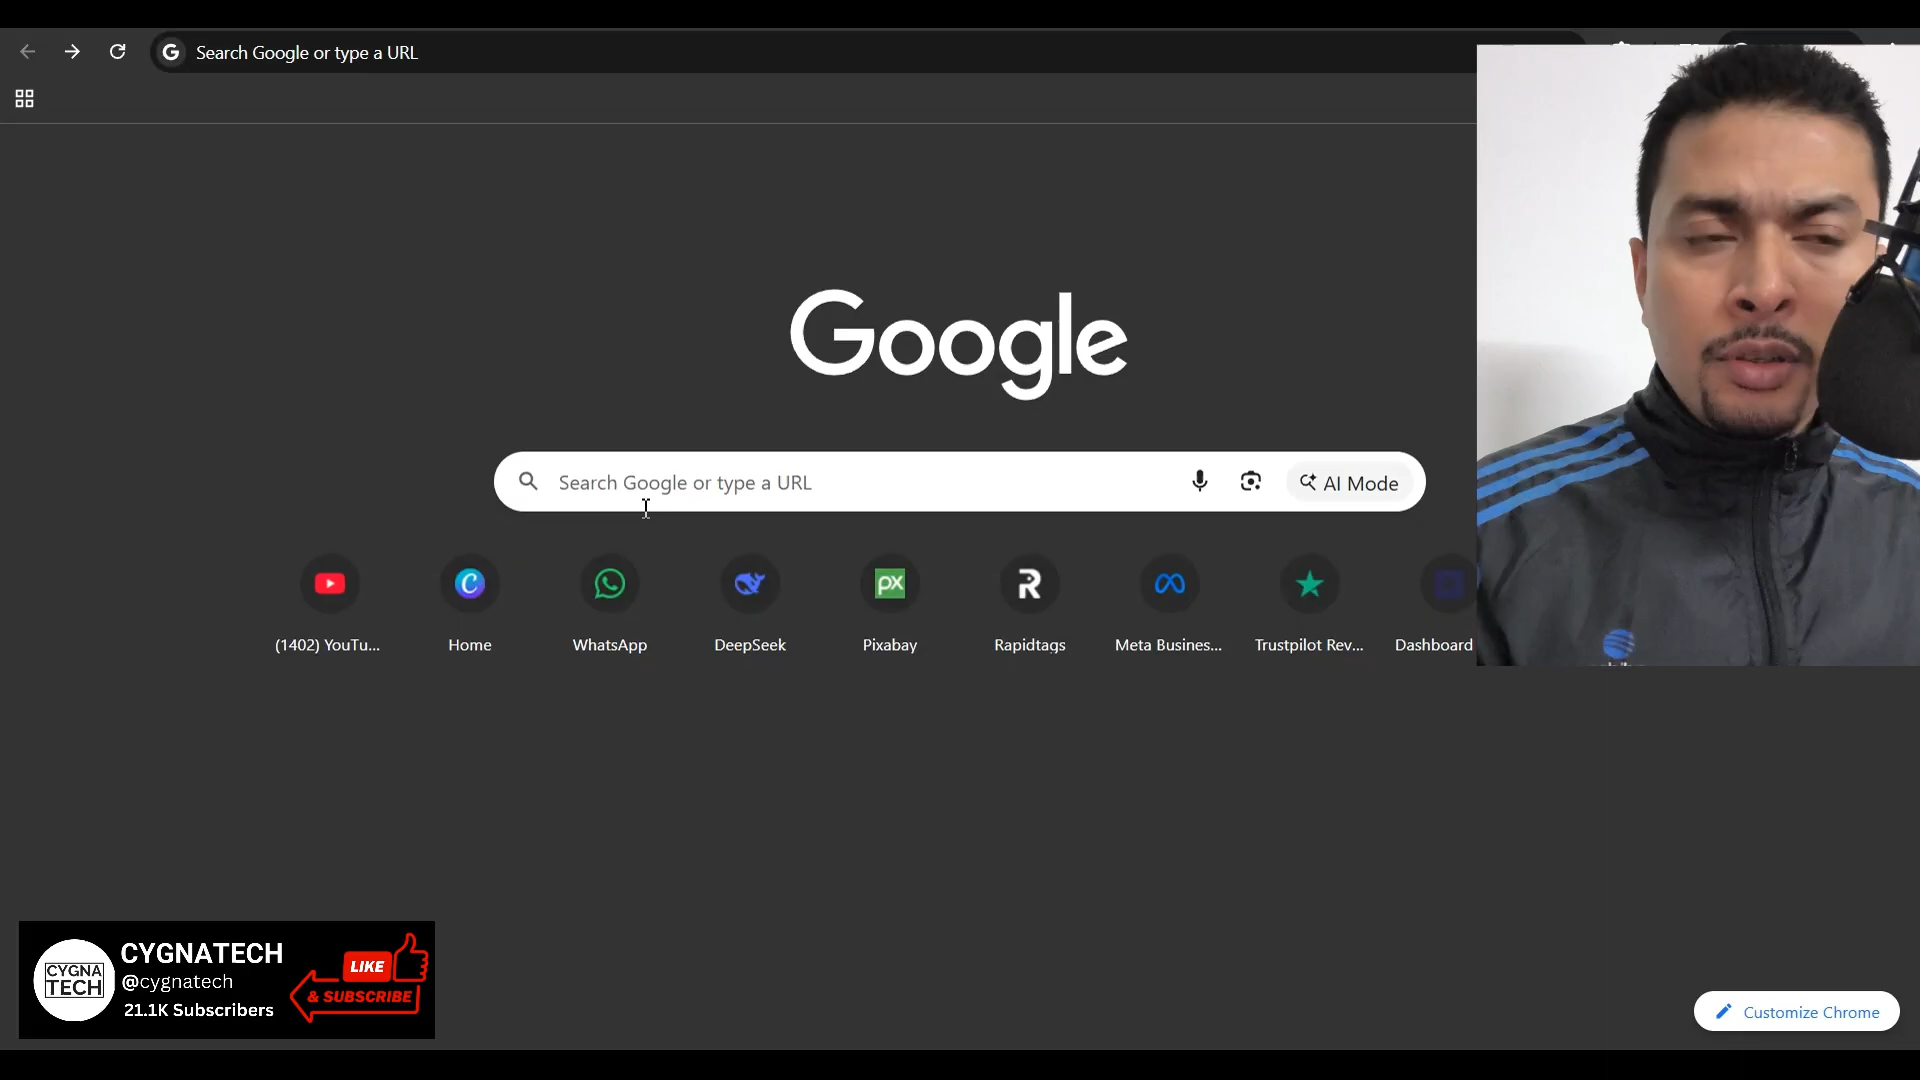 Search Google or type a URL
Google
Search Google or type a URL
AI Mode
(1402) YouTu...
Home
WhatsApp
DeepSeek
Pixabay
Rapidtags
Meta Busines...
Trustpilot Rev...
Dashboard
CYGNATECH
@cygnatech
21.1K Subscribers
CYGNA
TECH
LIKE
& SUBSCRIBE
Customize Chrome